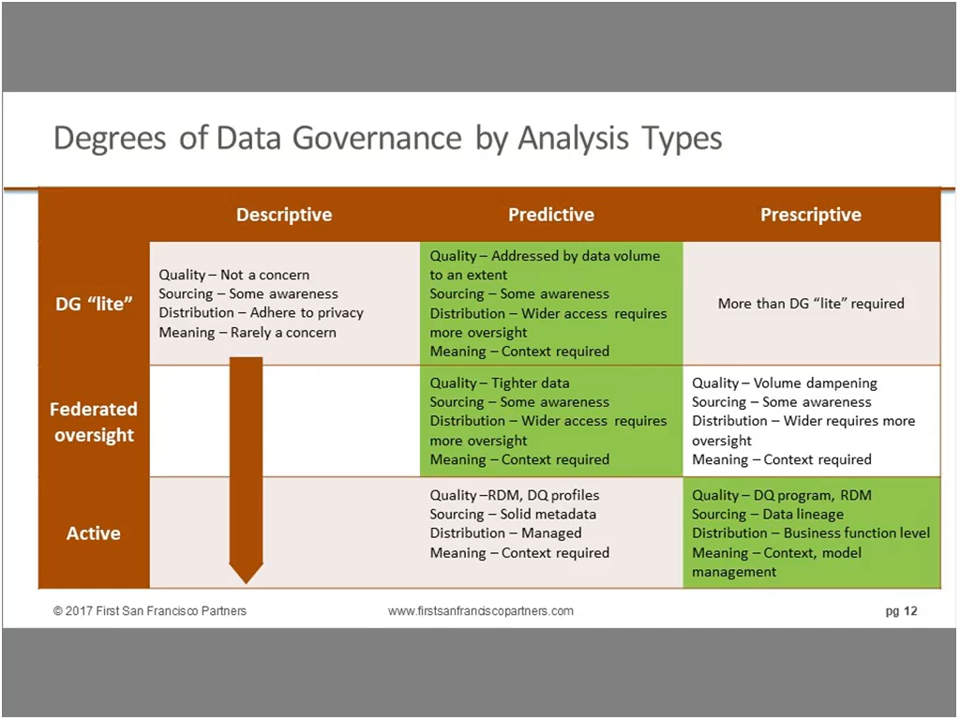 Degrees of Data Governance by Analysis Types
Descriptive
Predictive
Prescriptive
DG “lite”
Quality – Not a concern
Sourcing – Some awareness
Distribution – Adhere to privacy
Meaning – Rarely a concern
Quality – Addressed by data volume
to an extent
Sourcing – Some awareness
Distribution – Wider access requires
more oversight
Meaning – Context required
More than DG “lite” required
Federated
oversight
Quality – Tighter data
Sourcing – Some awareness
Distribution – Wider access requires
more oversight
Meaning – Context required
Quality – Volume dampening
Sourcing – Some awareness
Distribution – Wider requires more
oversight
Meaning – Context required
Active
Quality –RDM, DQ profiles
Sourcing – Solid metadata
Distribution – Managed
Meaning – Context required
Quality – DQ program, RDM
Sourcing – Data lineage
Distribution – Business function level
Meaning – Context, model
management
© 2017 First San Francisco Partners
www.firstsanfranciscopartners.com
pg 12